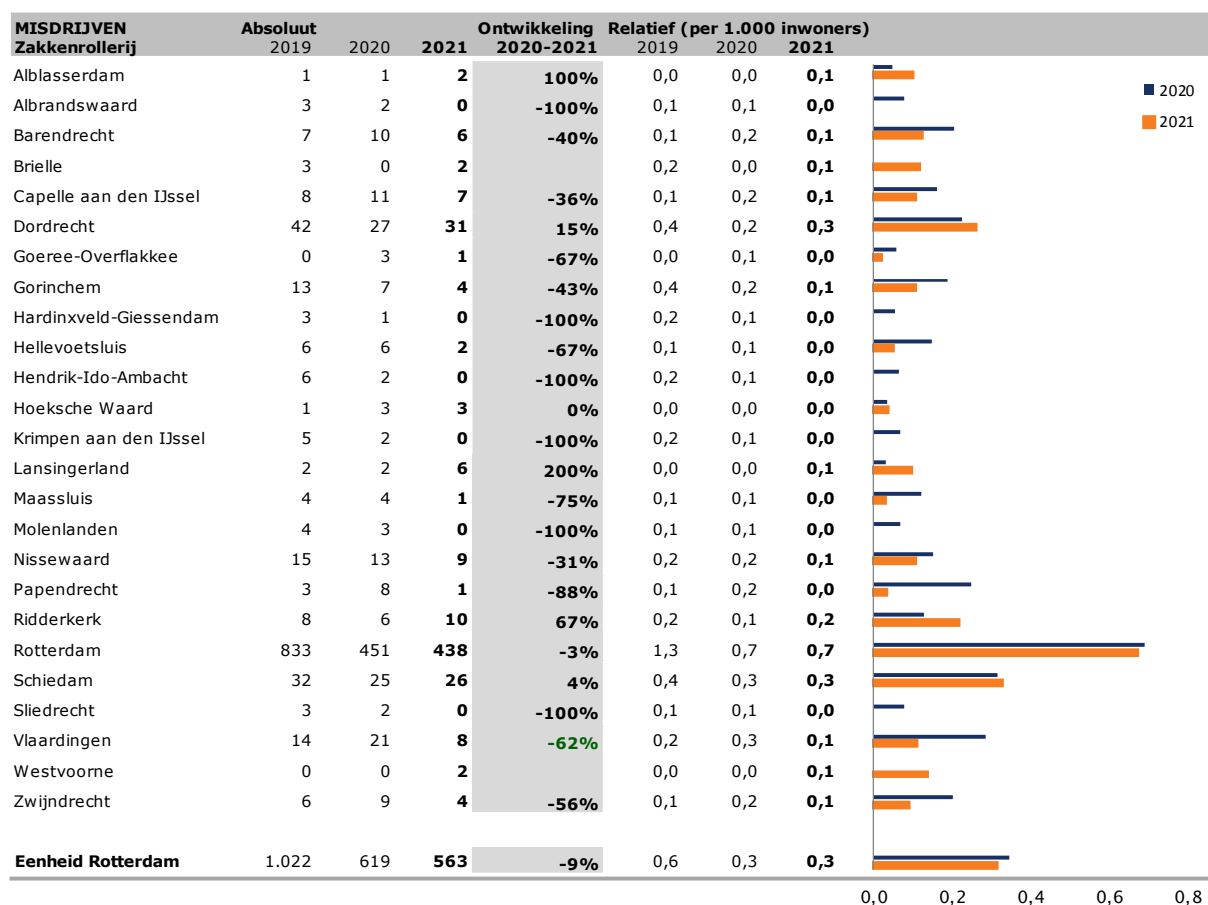 MISDRIJVEN Absoluut Ontwikkeling Relatief (per 1.000 inwoners)
Zakkenrollerij 2019 2020 2021 2020-2021 2019 2020 2021
Alblasserdam 1 1 2 100% 0,0 0,0 0,1
2020
Albrandswaard 3 2 0 -100% 0,1 0,1 0,0
2021
Barendrecht 7 10 6 -40% 0,1 0,2 0,1
Brielle 3 0 2 0,2 0,0 0,1
Capelle aan den IJssel 8 11 7 -36% 0,1 0,2 0,1
Dordrecht 42 27 31 15% 0,4 0,2 0,3
Goeree-Overflakkee 0 3 1 -67% 0,0 0,1 0,0
Gorinchem 13 7 4 -43% 0,4 0,2 0,1
Hardinxveld-Giessendam 3 1 0 -100% 0,2 0,1 0,0
Hellevoetsluis 6 6 2 -67% 0,1 0,1 0,0
Hendrik-Ido-Ambacht 6 2 0 -100% 0,2 0,1 0,0
Hoeksche Waard 1 3 3 0% 0,0 0,0 0,0
Krimpen aan den IJssel 5 2 0 -100% 0,2 0,1 0,0
Lansingerland 2 2 6 200% 0,0 0,0 0,1
Maassluis 4 4 1 -75% 0,1 0,1 0,0
Molenlanden 4 3 0 -100% 0,1 0,1 0,0
Nissewaard 15 13 9 -31% 0,2 0,2 0,1
Papendrecht 3 8 1 -88% 0,1 0,2 0,0
Ridderkerk 8 6 10 67% 0,2 0,1 0,2
Rotterdam 833 451 438 -3% 1,3 0,7 0,7
Schiedam 32 25 26 4% 0,4 0,3 0,3
Sliedrecht 3 2 0 -100% 0,1 0,1 0,0
Vlaardingen 14 21 8 -62% 0,2 0,3 0,1
Westvoorne 0 0 2 0,0 0,0 0,1
Zwijndrecht 6 9 4 -56% 0,1 0,2 0,1
Eenheid Rotterdam 1.022 619 563 -9% 0,6 0,3 0,3
0,0 0,2 0,4 0,6 0,8